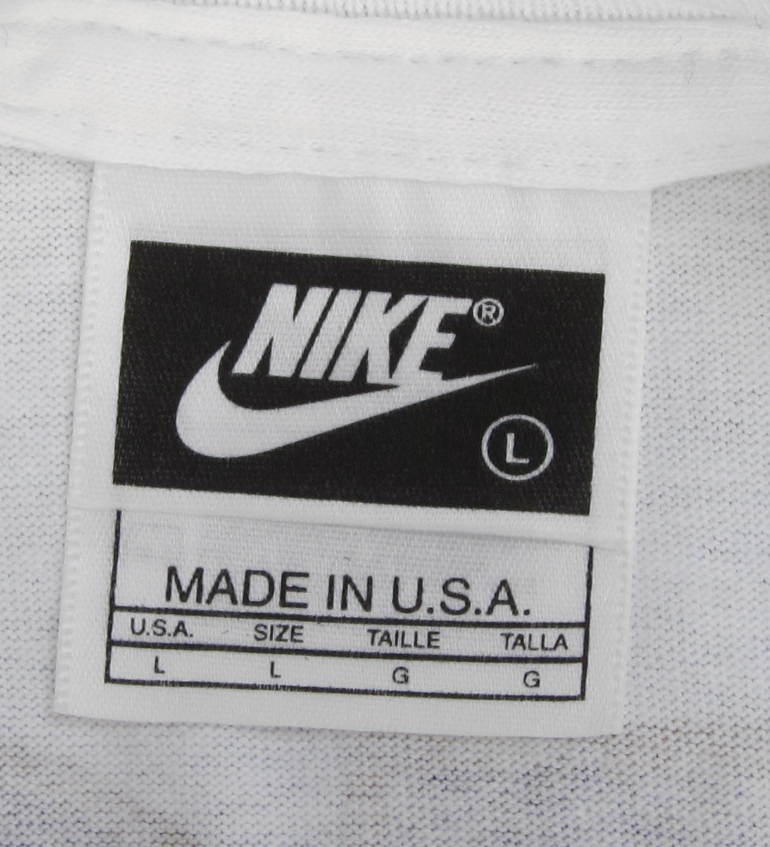 NIKE®
L
MADE IN U.S.A.
U.S.A. SIZE TAILLE TALLA
L L G G